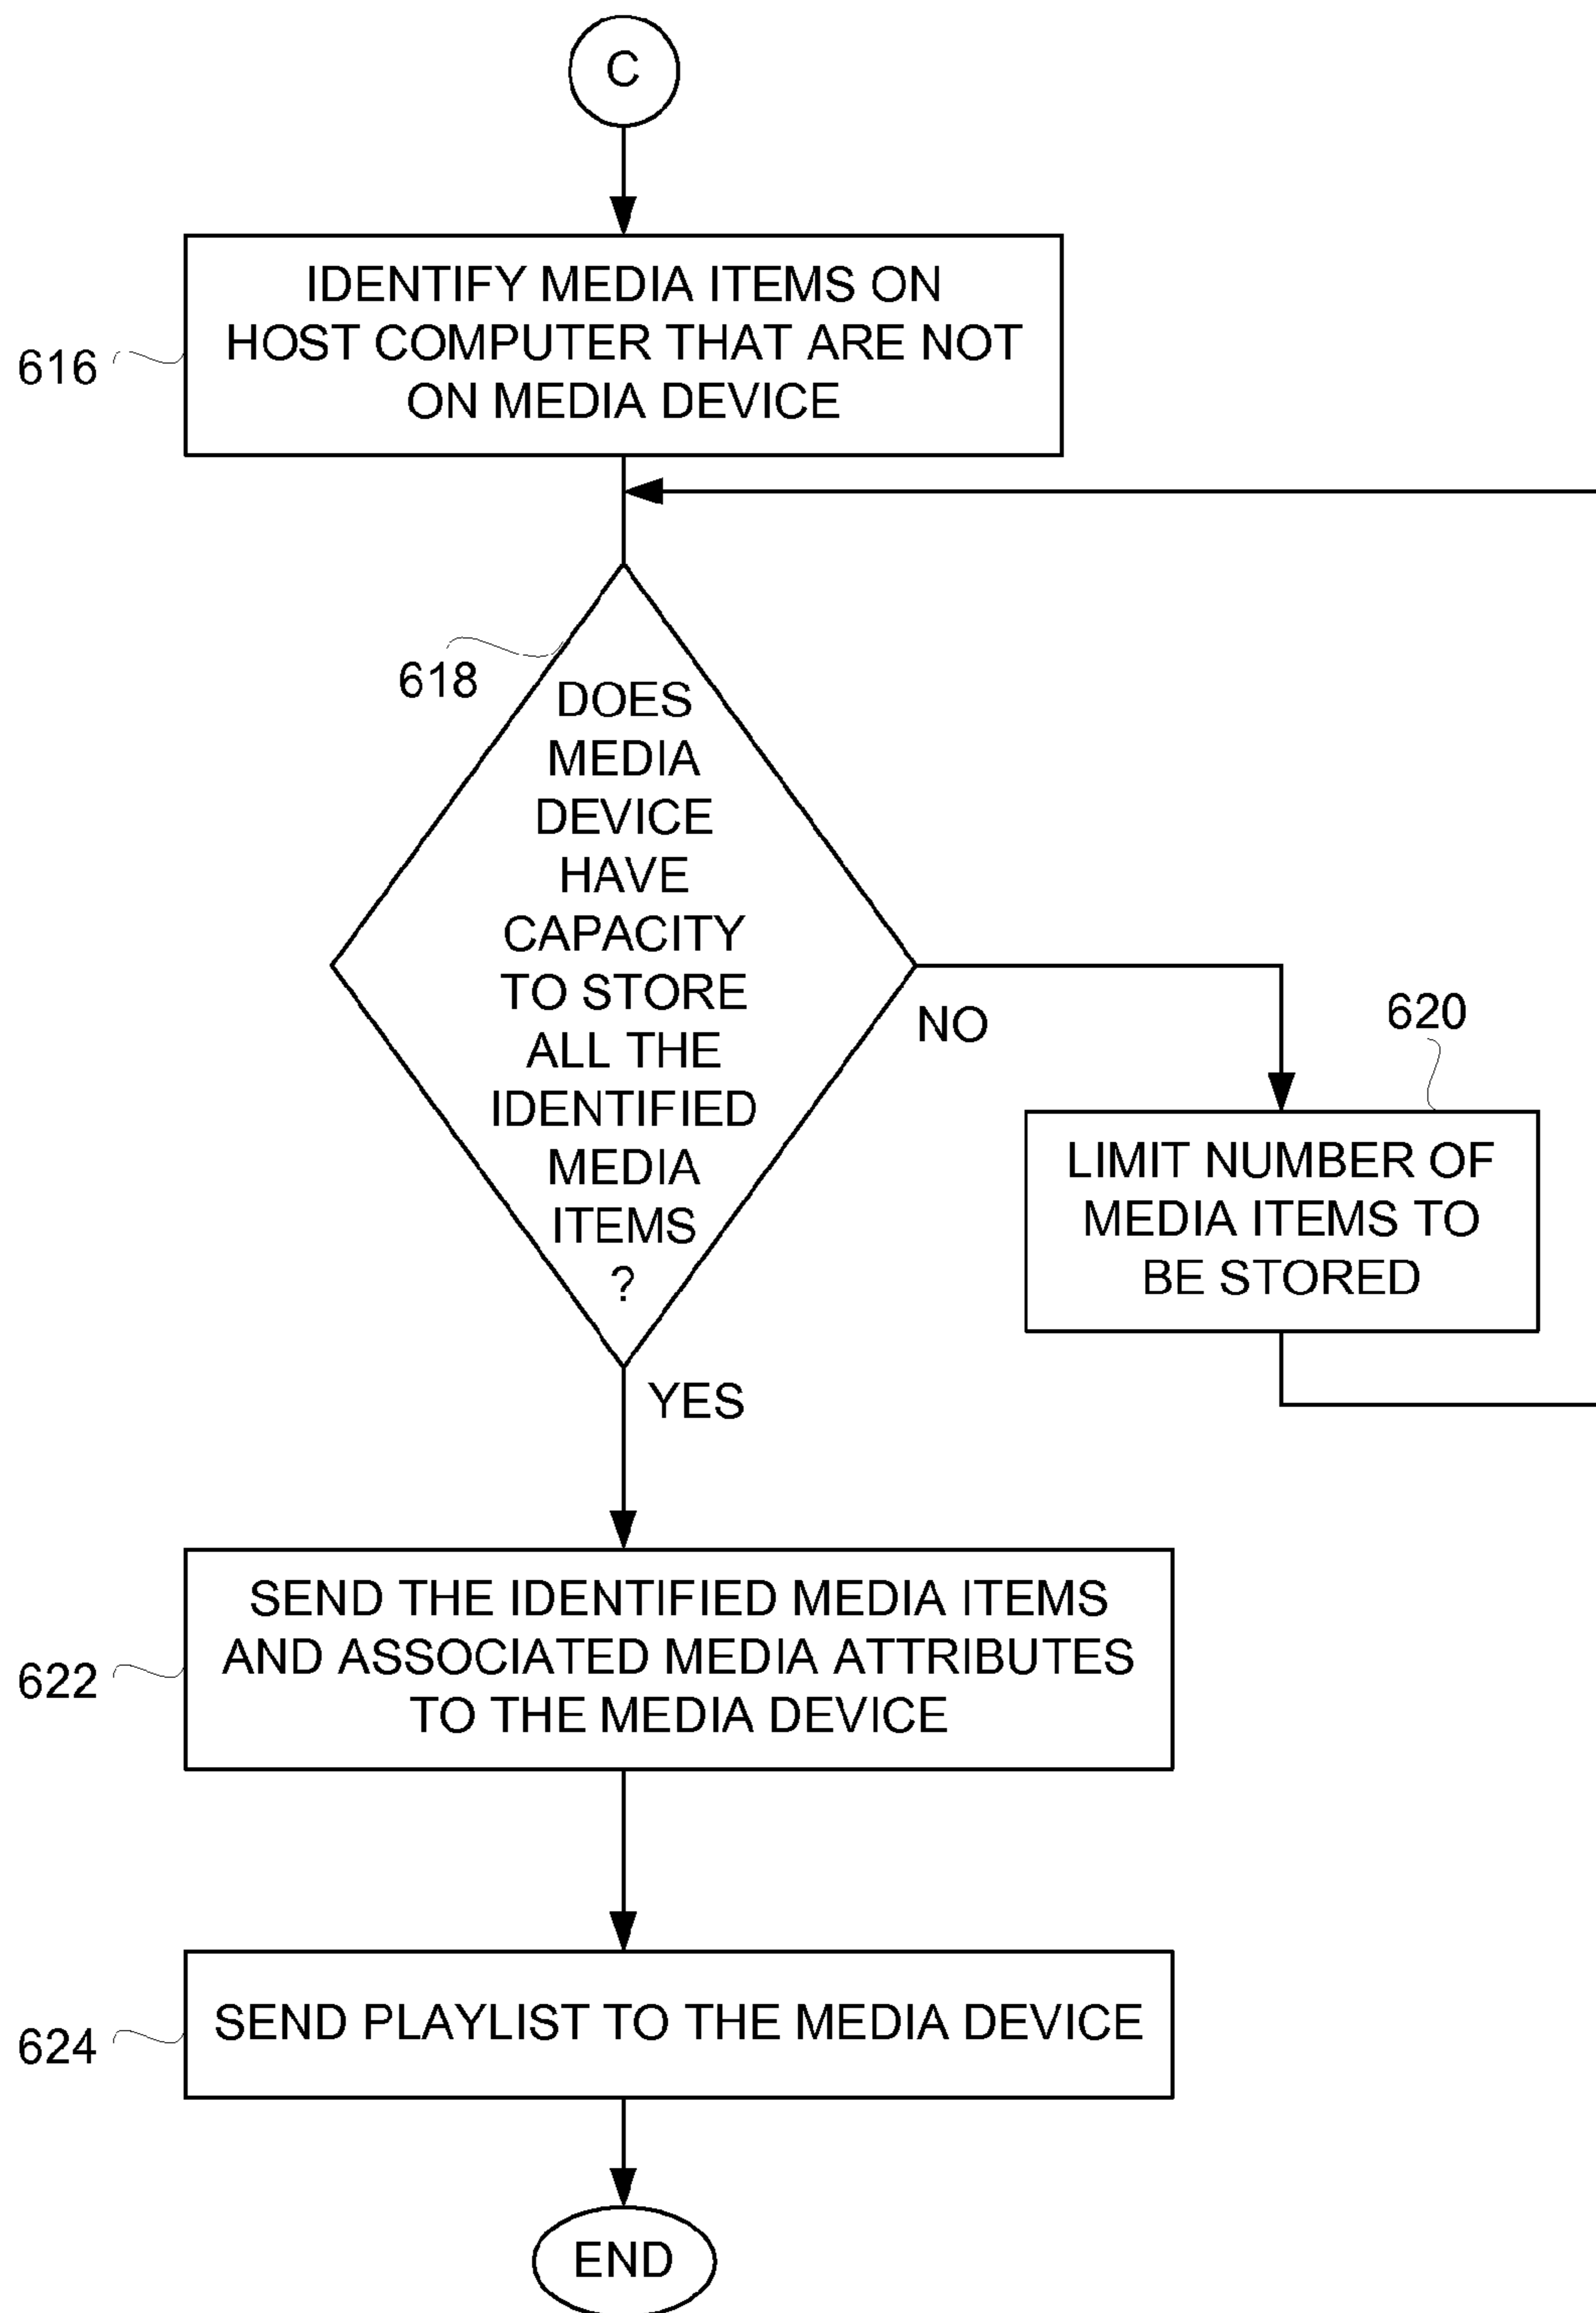 C
IDENTIFY MEDIA ITEMS ON
HOST COMPUTER THAT ARE NOT
ON MEDIA DEVICE
616
618
DOES
MEDIA
DEVICE
HAVE
CAPACITY
TO STORE
ALL THE
IDENTIFIED
MEDIA
ITEMS
?
NO
620
LIMIT NUMBER OF
MEDIA ITEMS TO
BE STORED
YES
SEND THE IDENTIFIED MEDIA ITEMS
AND ASSOCIATED MEDIA ATTRIBUTES
TO THE MEDIA DEVICE
622
SEND PLAYLIST TO THE MEDIA DEVICE
624
END